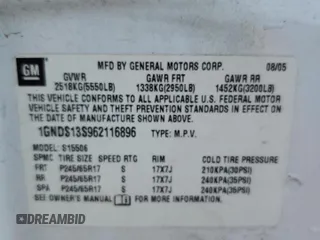 GM
MFD BY GENERAL MOTORS CORP. 08/05
GVWR GAWR FRT GAWR RR
2518KG(5550LB) 1338KG(2950LB) 1452KG(3200LB)
THIS VEHICLE CONFORMS TO ALL APPLICABLE U.S. FEDERAL MOTOR
VEHICLE SAFETY AND THEFT PREVENTION STANDARDS IN EFFECT ON
THE DATE OF MANUFACTURE SHOWN ABOVE.
1GNDS13S962116896 TYPE: M.P.V.
MODEL: S15506
SPMC TIRE SIZE SPEED RTG RIM COLD TIRE PRESSURE
FRT P245/65R17 S 17X7J 210KPA(30PSI)
RR P245/65R17 S 17X7J 240KPA(35PSI)
SPA P245/65R17 S 17X7J 240KPA(35PSI)
SEE OWNER'S MANUAL FOR MORE INFORMATION.
AUTOBIDMASTER